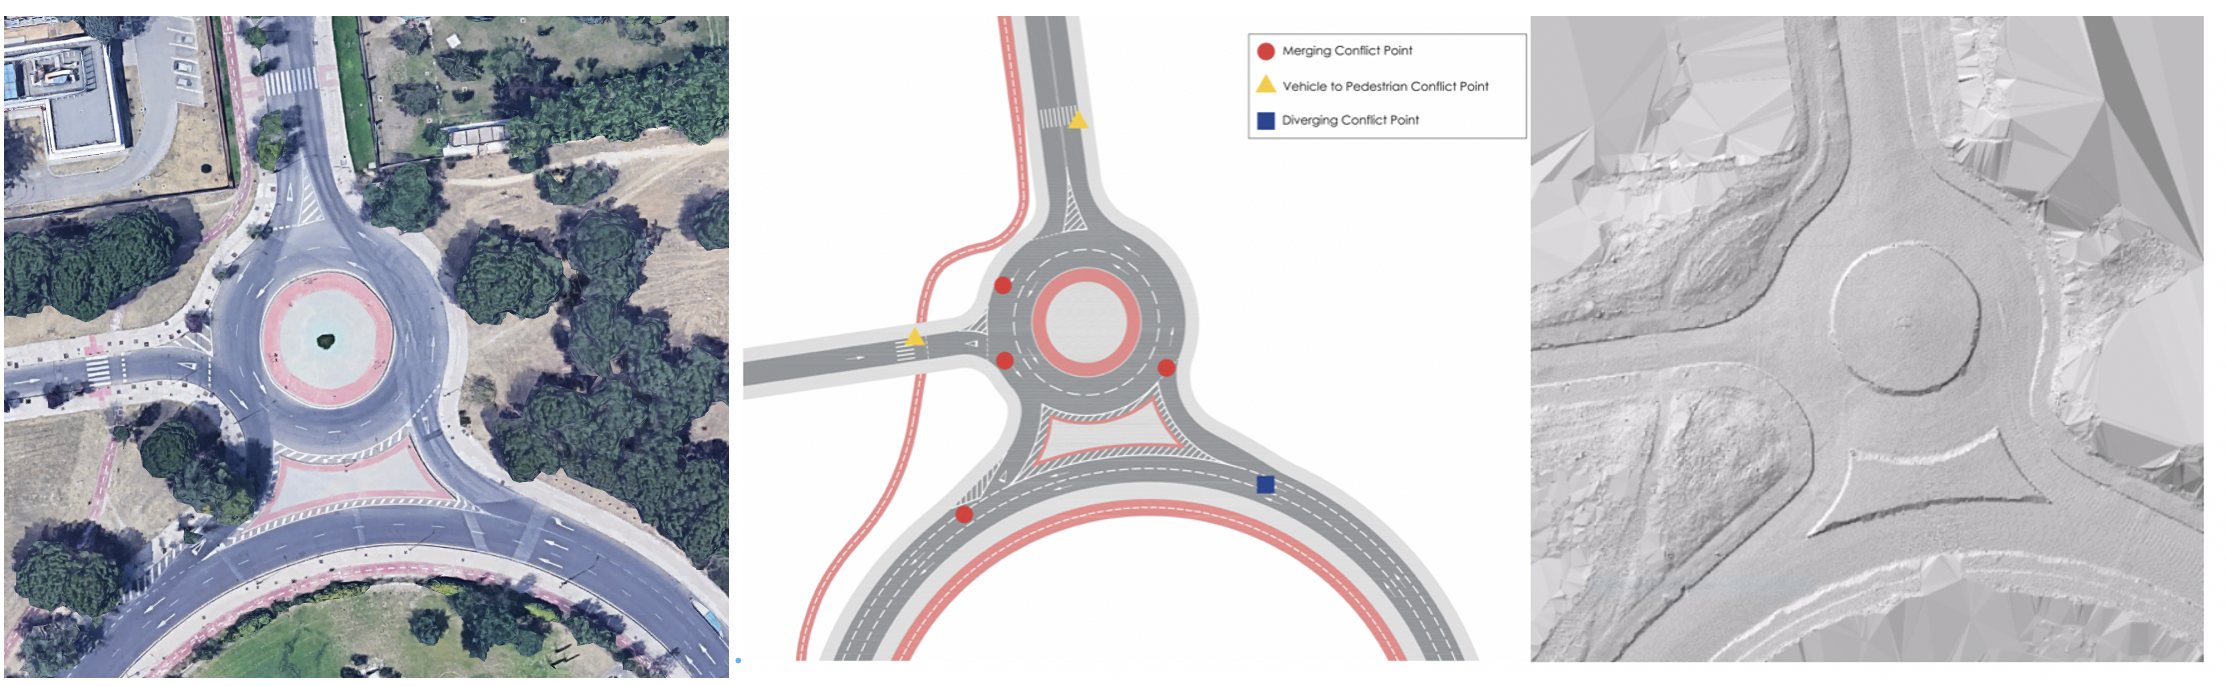 Merging Conflict Point
Vehicle to Pedestrian Conflict Point
Diverging Conflict Point